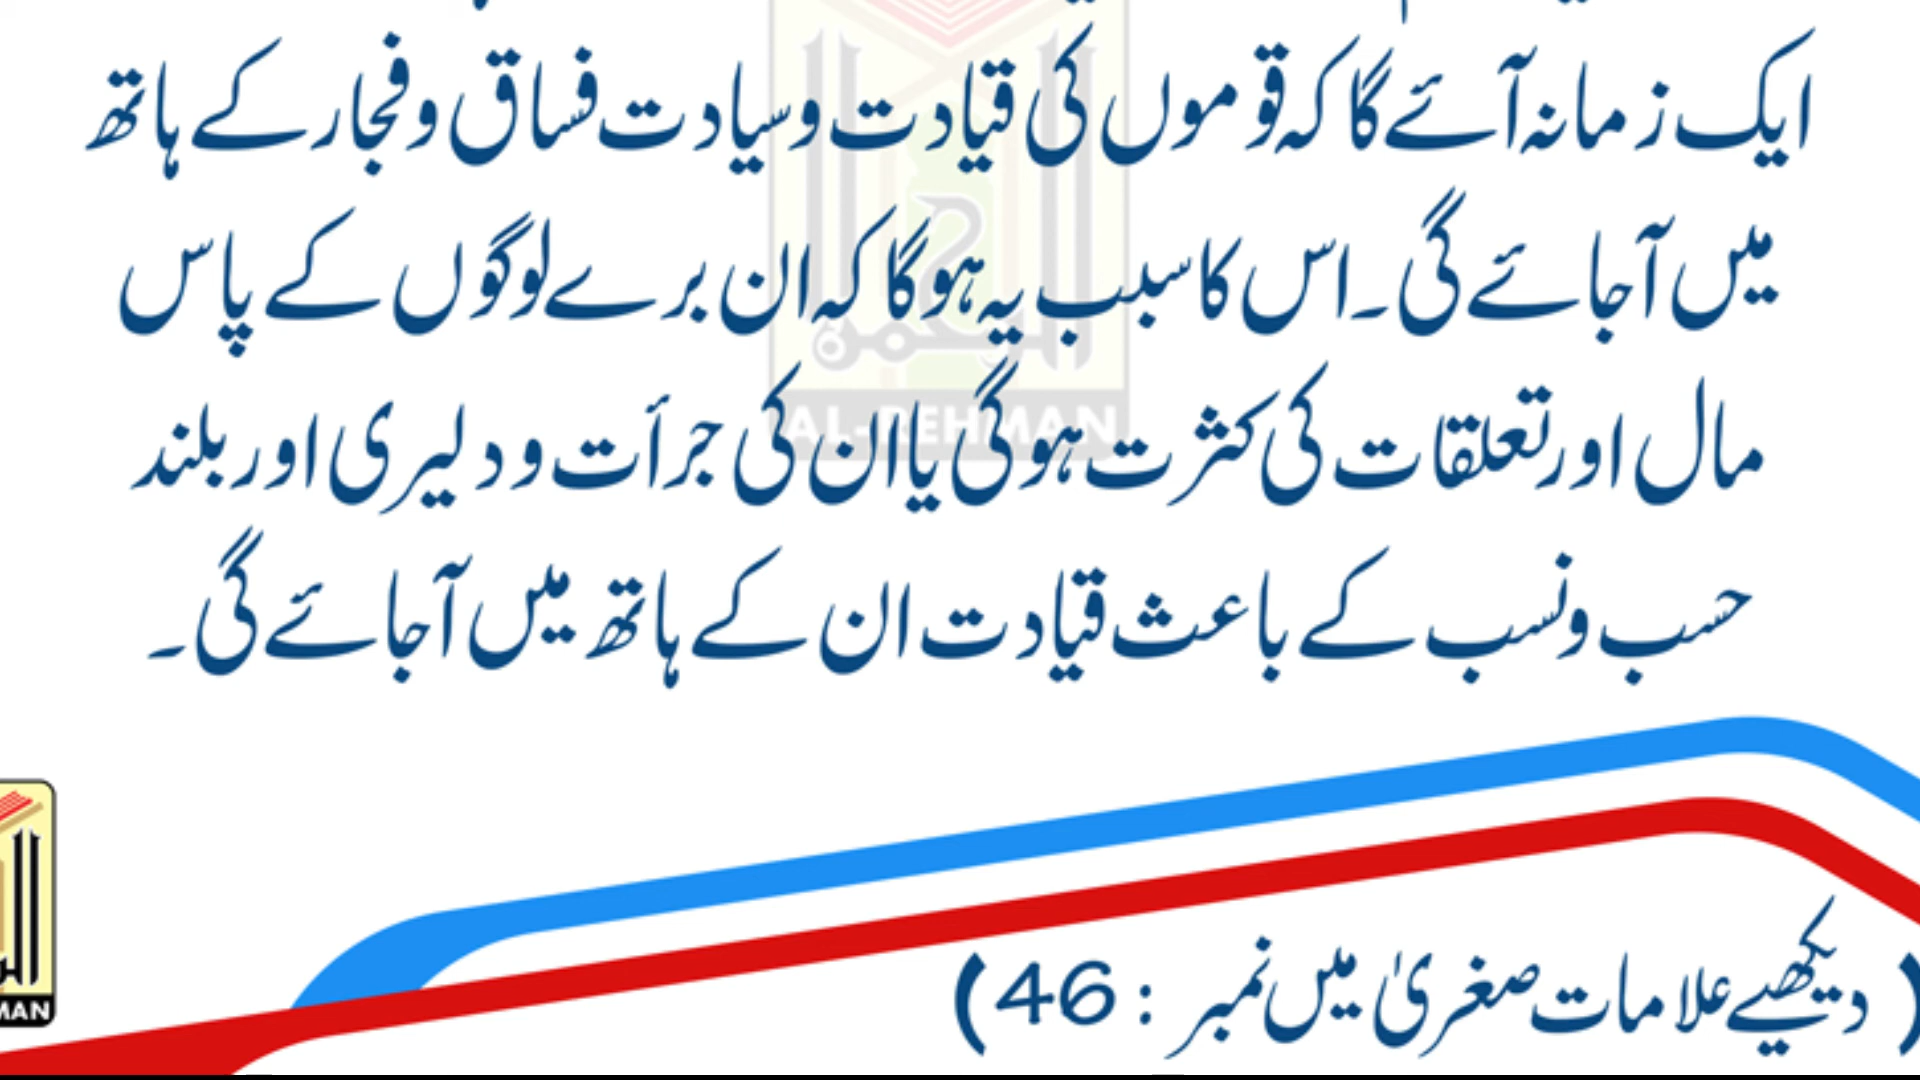 ایک زمانہ آئے گا کہ قوموں کی قیادت وسیادت فساق وفجار کے ہاتھ
میں آجائے گی۔ اس کا سبب یہ ہوگا کہ ان برے لوگوں کے پاس
مال اور تعلقات کی کثرت ہوگی یا ان کی جرأت ودلیری اور بلند
حسب ونسب کے باعث قیادت ان کے ہاتھ میں آجائے گی۔
AL-REHMAN
MAN
(دیکھیے علامات صغریٰ میں نمبر : 46)